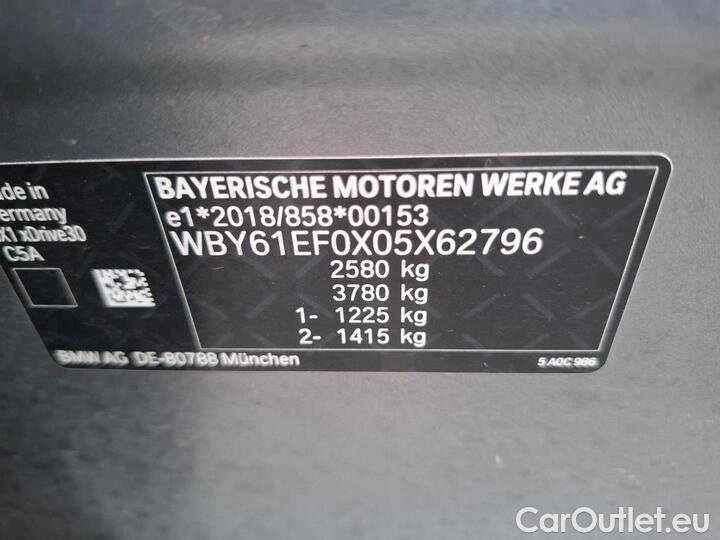 de in
ermany
X1 xDrive30
C5A
BAYERISCHE MOTOREN WERKE AG
e1*2018/858*00153
WBY61EF0X05X62796
2580 kg
3780 kg
1- 1225 kg
2- 1415 kg
BMW AG DE-80788 München
5 A0C 986
CarOutlet.eu